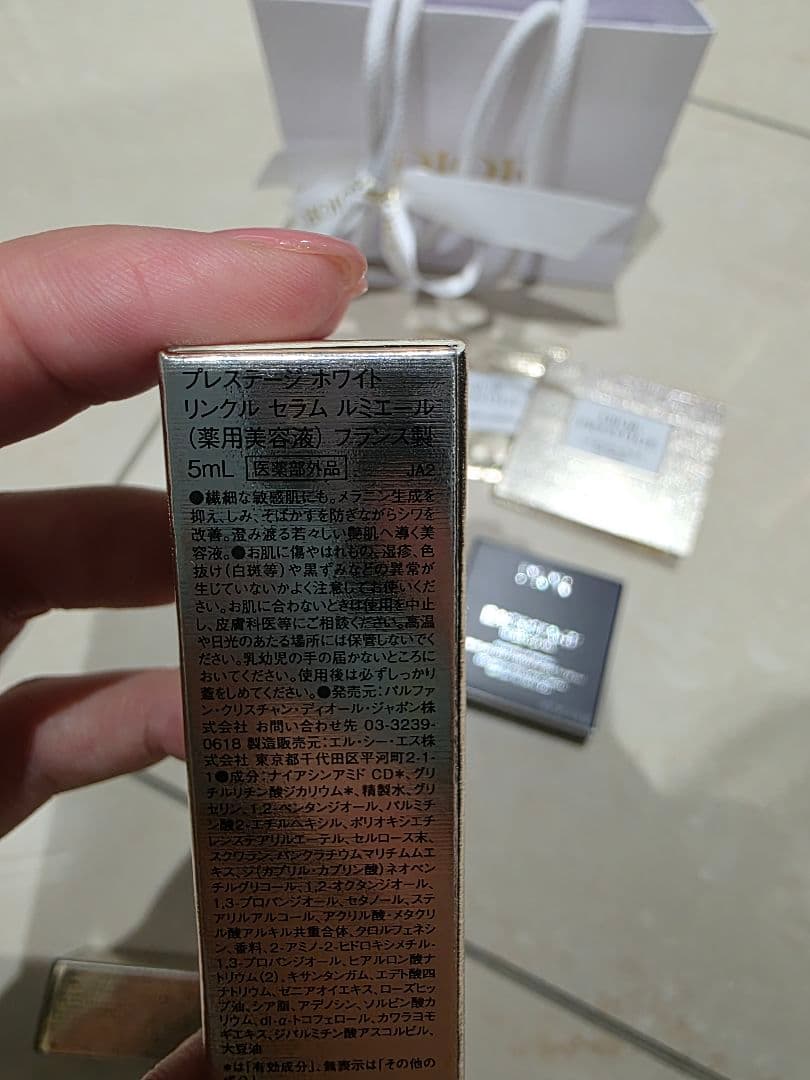 プレステージ ホワイト
リンクル セラム ルミエール
(薬用美容液) フランス製
5mL 医薬部外品 JA2
●繊細な敏感肌にも。メラニン生成を
抑え、しみ、そばかすを防ぎながらシワを
改善。澄み渡る若々しい艶肌へ導く美
容液。●お肌に傷やはれもの、湿疹、色
抜け(白斑等)や黒ずみなどの異常が
生じていないかよく注意してお使いくだ
さい。お肌に合わないときは使用を中止
し、皮膚科医等にご相談ください。高温
や日光のあたる場所には保管しないでく
ださい。乳幼児の手の届かないところに
おいてください。使用後は必ずしっかり
蓋をしめてください。●発売元:パルファ
ン・クリスチャン・ディオール・ジャポン株
式会社 お問い合わせ先 03-3239-
0618 製造販売元:エル・シー・エス株
式会社 東京都千代田区平河町2-1-
1●成分:ナイアシンアミド CD*、グリ
チルリチン酸ジカリウム*、精製水、グリ
セリン、1,2-ペンタンジオール、パルミチ
ン酸2-エチルヘキシル、ポリオキシエチ
レンステアリルエーテル、セルロース末、
スクワラン、パンクラチウムマリチムムエ
キス、ジ(カプリル・カプリン酸)ネオペン
チルグリコール、1,2-オクタンジオール、
1,3-プロパンジオール、セタノール、ステ
アリルアルコール、アクリル酸・メタクリ
ル酸アルキル共重合体、クロルフェネシ
ン、香料、2-アミノ-2-ヒドロキシメチル-
1,3-プロパンジオール、ヒアルロン酸ナ
トリウム(2)、キサンタンガム、エデト酸四
ナトリウム、ゼニアオイエキス、ローズヒッ
プ油、シア脂、アデノシン、ソルビン酸カ
リウム、dl-α-トコフェロール、カワラヨモ
ギエキス、ジパルミチン酸アスコルビル、
大豆油
*は「有効成分」、無表示は「その他の